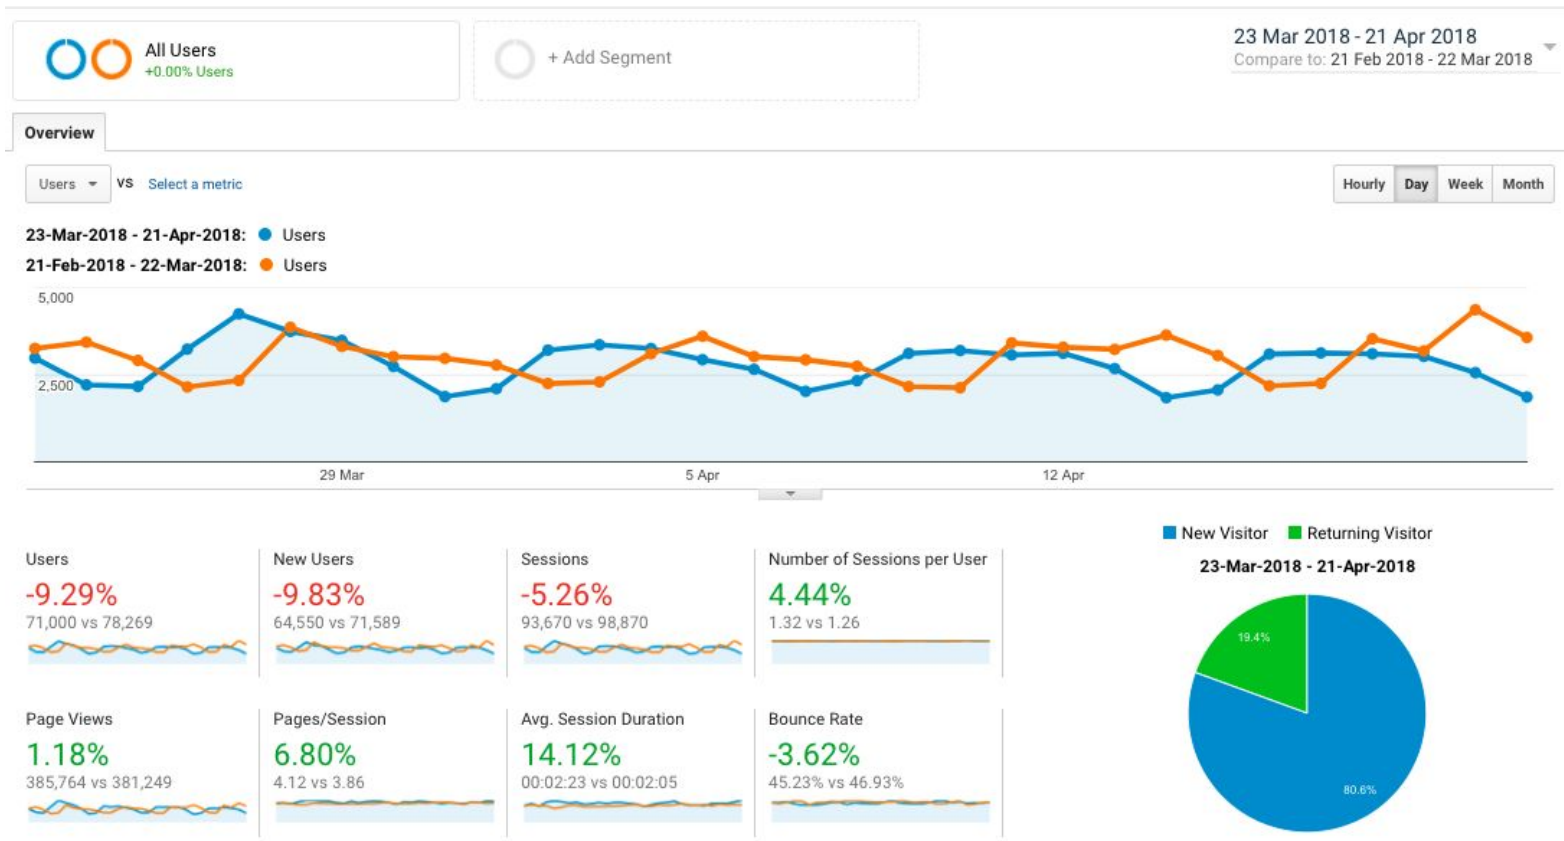 All Users
+0.00% Users
+ Add Segment
23 Mar 2018 - 21 Apr 2018
Compare to: 21 Feb 2018 - 22 Mar 2018
Overview
Users VS Select a metric
Hourly Day Week Month
23-Mar-2018 - 21-Apr-2018: Users
21-Feb-2018 - 22-Mar-2018: Users
5,000
2,500
29 Mar 5 Apr 12 Apr
Users
-9.29%
71,000 vs 78,269
New Users
-9.83%
64,550 vs 71,589
Sessions
-5.26%
93,670 vs 98,870
Number of Sessions per User
4.44%
1.32 vs 1.26
Page Views
1.18%
385,764 vs 381,249
Pages/Session
6.80%
4.12 vs 3.86
Avg. Session Duration
14.12%
00:02:23 vs 00:02:05
Bounce Rate
-3.62%
45.23% vs 46.93%
New Visitor Returning Visitor
23-Mar-2018 - 21-Apr-2018
19.4%
80.6%